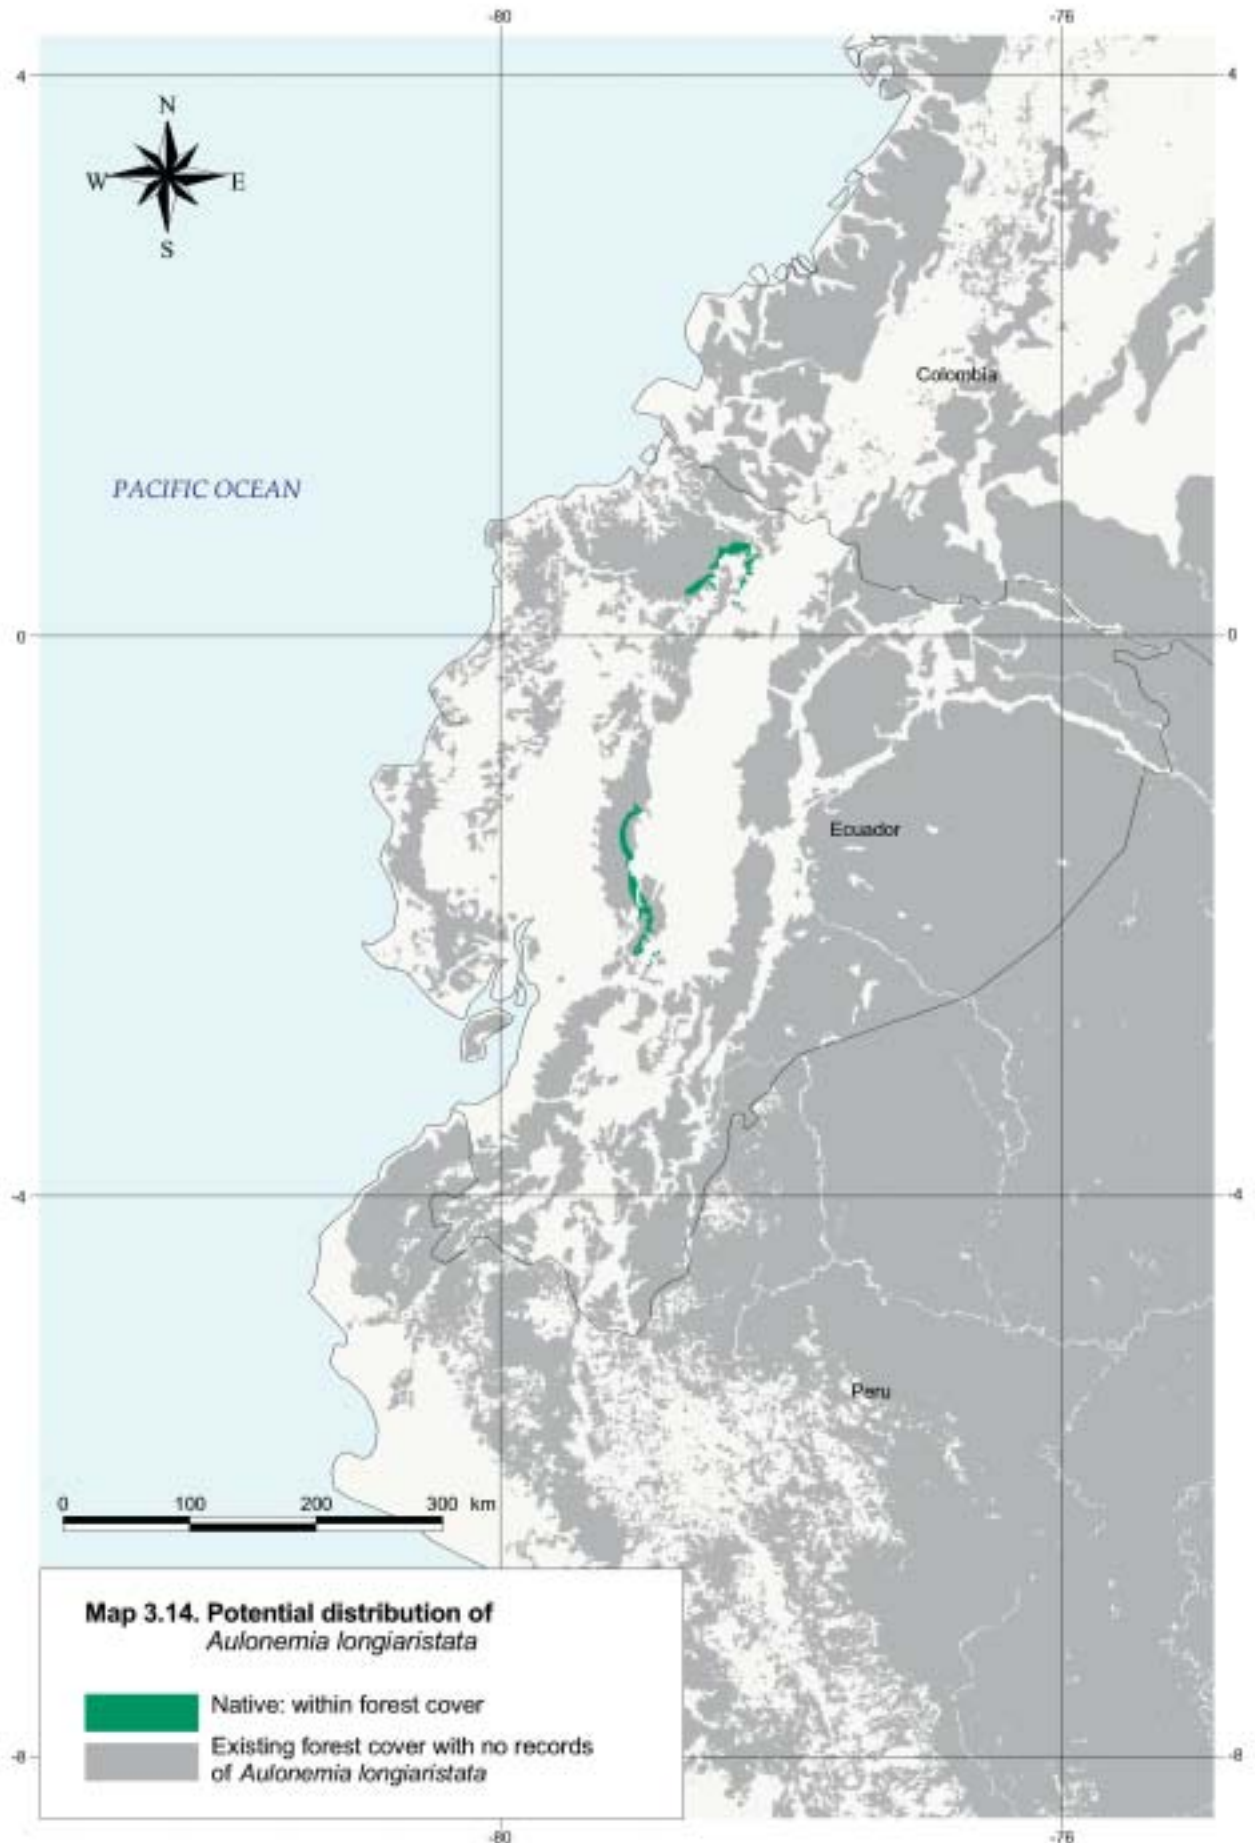 -80 -76
4 4
N
W E
S
Colombia
PACIFIC OCEAN
0 0
Ecuador
-4 -4
Peru
0 100 200 300 km
Map 3.14. Potential distribution of
Aulonemia longiaristata
Native: within forest cover
Existing forest cover with no records
of Aulonemia longiaristata
-8 -8
-80 -76